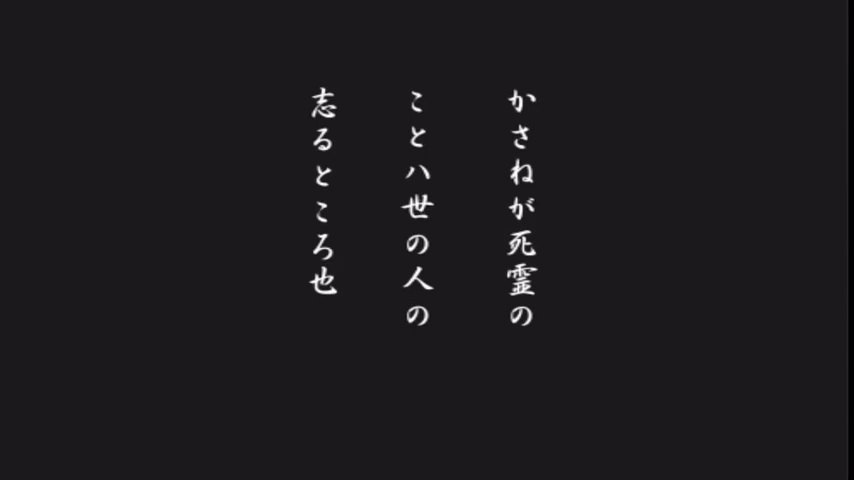 かさねが死霊の
ことハ世の人の
志るところ也